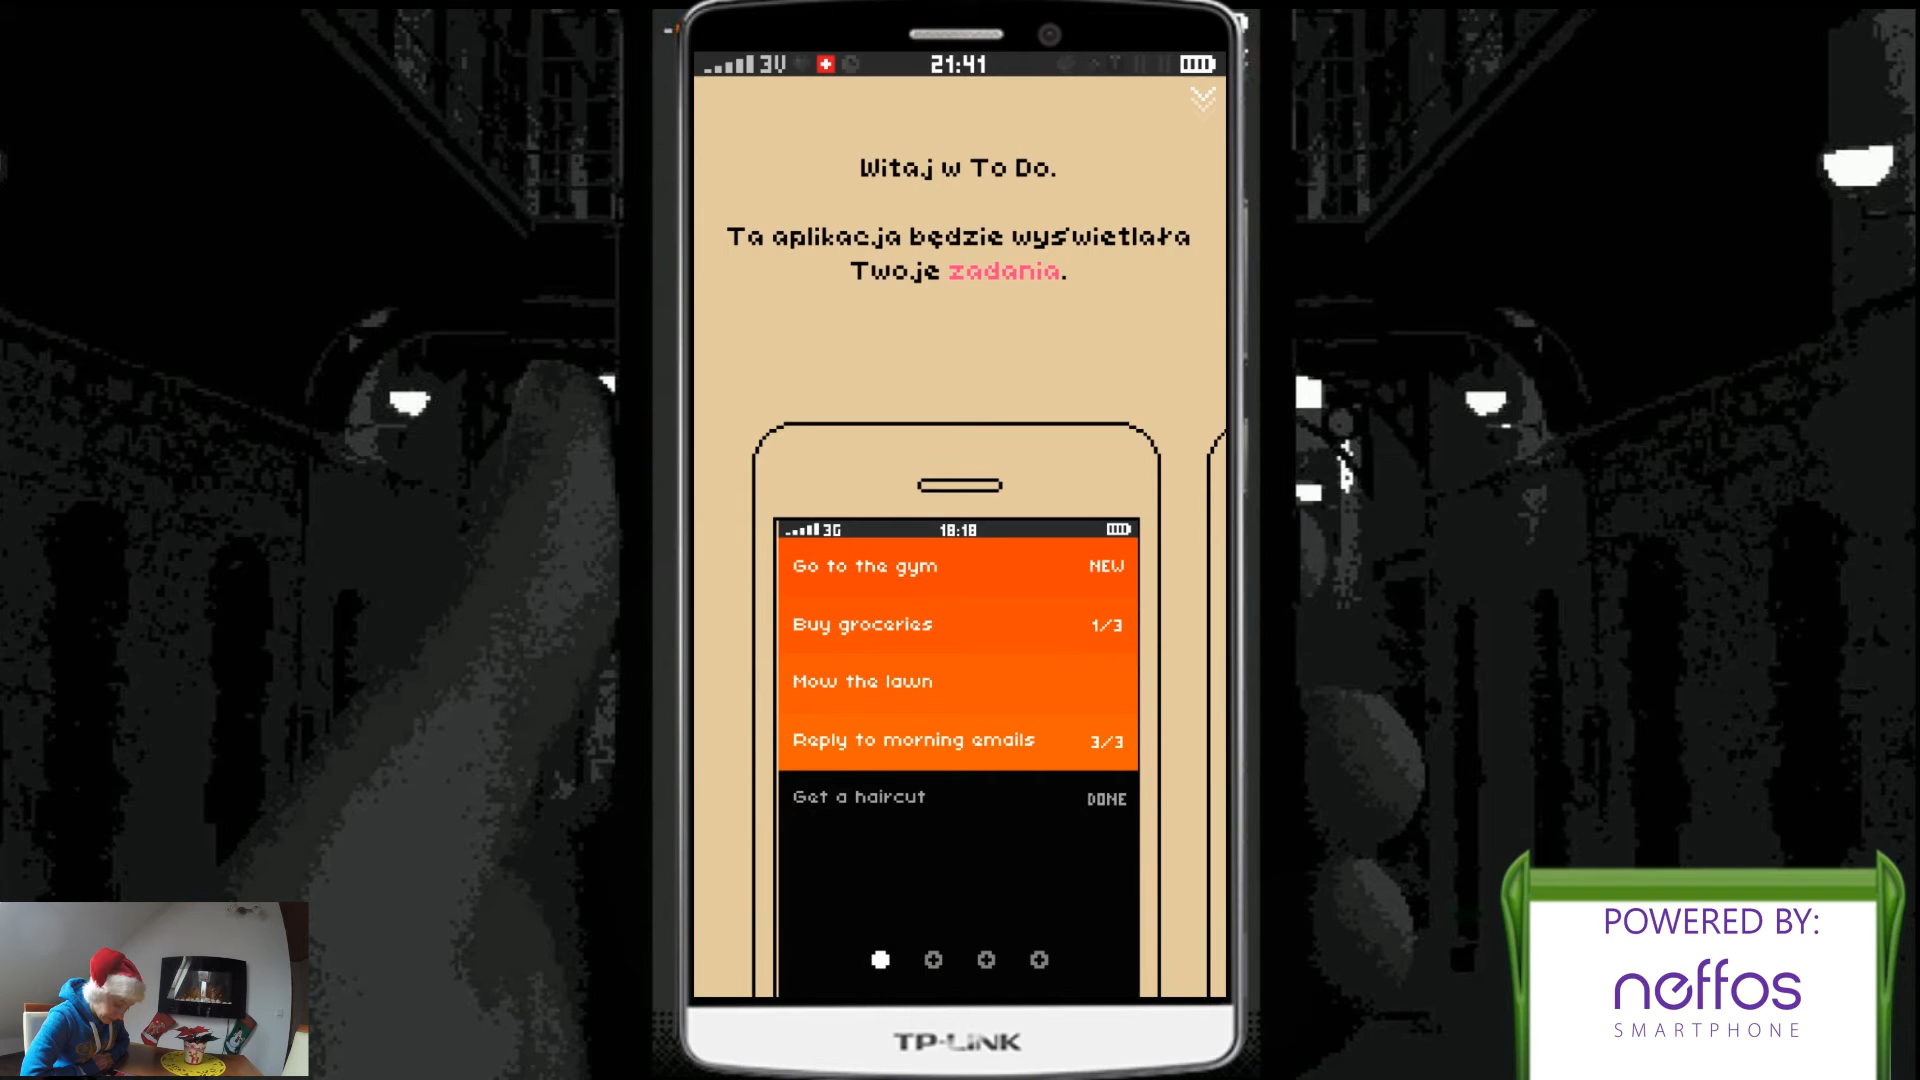 3G 21:41
Witaj w To Do.
Ta aplikacja będzie wyświetlała
Twoje zadania.
3G 18:18
Go to the gym NEW
Buy groceries 1/3
Mow the lawn
Reply to morning emails 3/3
Get a haircut DONE
TP-LINK
POWERED BY:
neffos
SMARTPHONE